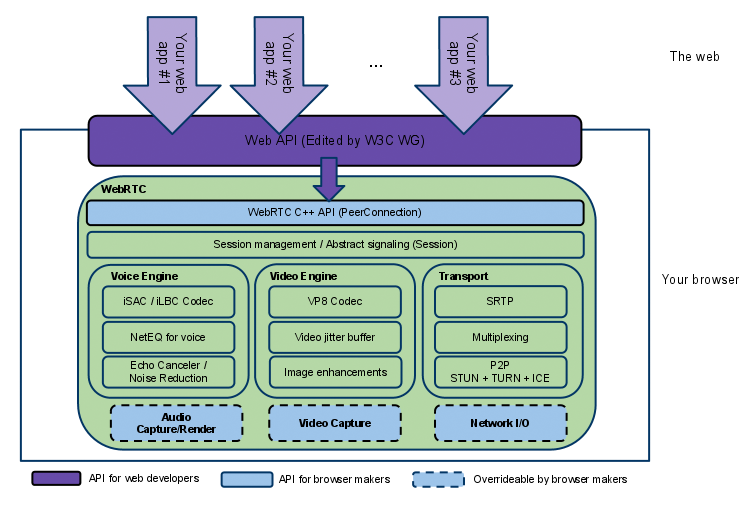 Your web
app #1
Your web
app #2
...
Your web
app #3
The web
Web API (Edited by W3C WG)
WebRTC
WebRTC C++ API (PeerConnection)
Session management / Abstract signaling (Session)
Your browser
Voice Engine
iSAC / iLBC Codec
NetEQ for voice
Echo Canceler /
Noise Reduction
Video Engine
VP8 Codec
Video jitter buffer
Image enhancements
Transport
SRTP
Multiplexing
P2P
STUN + TURN + ICE
Audio
Capture/Render
Video Capture
Network I/O
API for web developers
API for browser makers
Overrideable by browser makers